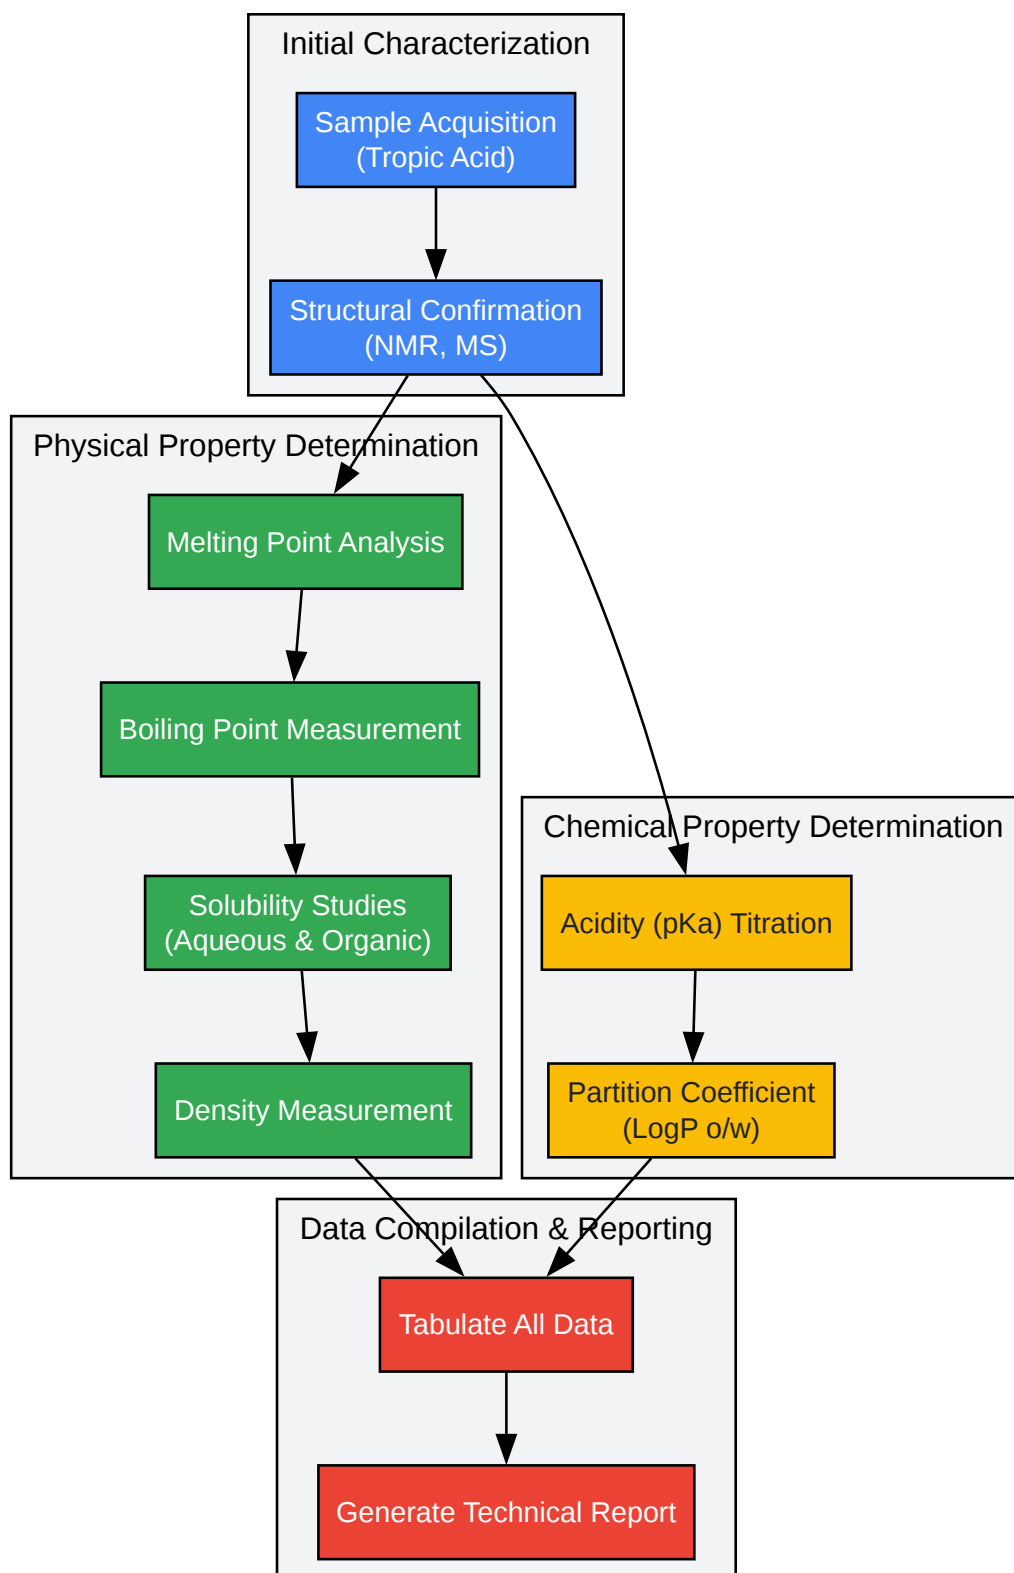 Initial Characterization
Sample Acquisition
(Tropic Acid)
Structural Confirmation
(NMR, MS)
Physical Property Determination
Melting Point Analysis
Boiling Point Measurement
Solubility Studies
(Aqueous & Organic)
Density Measurement
Chemical Property Determination
Acidity (pKa) Titration
Partition Coefficient
(LogP o/w)
Data Compilation & Reporting
Tabulate All Data
Generate Technical Report